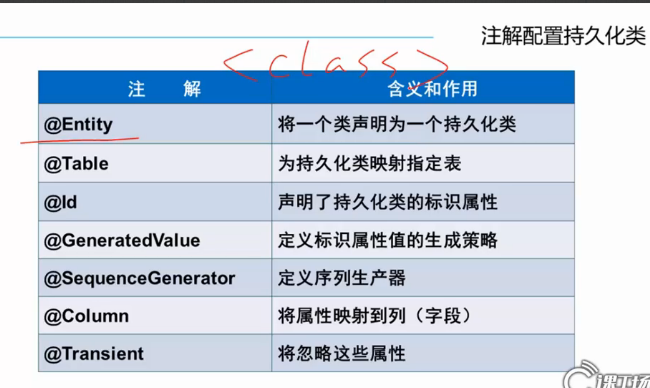 注解配置持久化类
<class>
注 解 含义和作用
@Entity 将一个类声明为一个持久化类
@Table 为持久化类映射指定表
@Id 声明了持久化类的标识属性
@GeneratedValue 定义标识属性值的生成策略
@SequenceGenerator 定义序列生产器
@Column 将属性映射到列（字段）
@Transient 将忽略这些属性